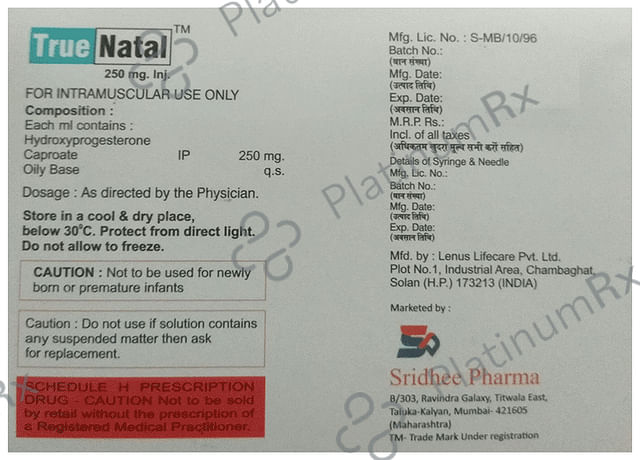 True Natal™
250 mg. Inj.
FOR INTRAMUSCULAR USE ONLY
Composition :
Each ml contains :
Hydroxyprogesterone
Caproate IP 250 mg.
Oily Base q.s.
Dosage : As directed by the Physician.
Store in a cool & dry place,
below 30°C. Protect from direct light.
Do not allow to freeze.
CAUTION : Not to be used for newly
born or premature infants
Caution : Do not use if solution contains
any suspended matter then ask
for replacement.
SCHEDULE H PRESCRIPTION
DRUG - CAUTION Not to be sold
by retail without the prescription of
a Registered Medical Practitioner.
Mfg. Lic. No. : S-MB/10/96
Batch No.:
(घान संख्या)
Mfg. Date:
(उत्पाद तिथि)
Exp. Date:
(अवसान तिथि)
M.R.P. Rs.:
Incl. of all taxes
(अधिकतम खुदरा मूल्य सभी करों सहित)
Details of Syringe & Needle
Mfg. Lic. No.:
Batch No.:
(घान संख्या)
Mfg. Date:
(उत्पाद तिथि)
Exp. Date:
(अवसान तिथि)
Mfd. by : Lenus Lifecare Pvt. Ltd.
Plot No.1, Industrial Area, Chambaghat,
Solan (H.P.) 173213 (INDIA)
Marketed by :
Sridhee Pharma
B/303, Ravindra Galaxy, Titwala East,
Taluka-Kalyan, Mumbai- 421605
(Maharashtra)
TM- Trade Mark Under registration
PlatinumRx
PlatinumRx
PlatinumRx
PlatinumRx
Rx